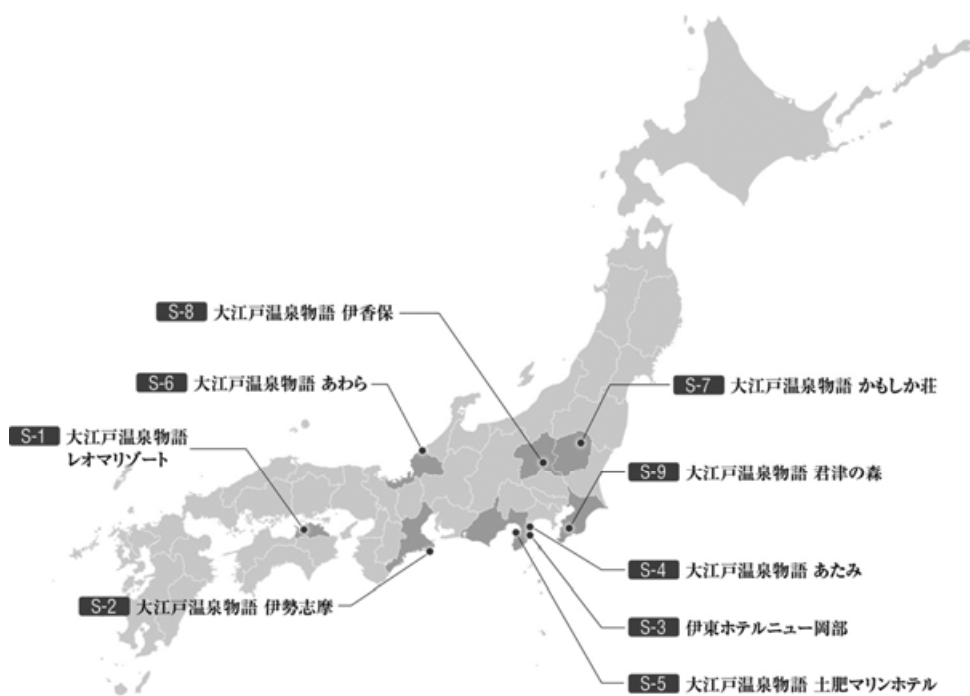 S-8 大江戸温泉物語 伊香保
S-6 大江戸温泉物語 あわら
S-7 大江戸温泉物語 かもしか荘
S-1 大江戸温泉物語
レオマリゾート
S-9 大江戸温泉物語 君津の森
S-4 大江戸温泉物語 あたみ
S-2 大江戸温泉物語 伊勢志摩
S-3 伊東ホテルニュー岡部
S-5 大江戸温泉物語 土肥マリンホテル